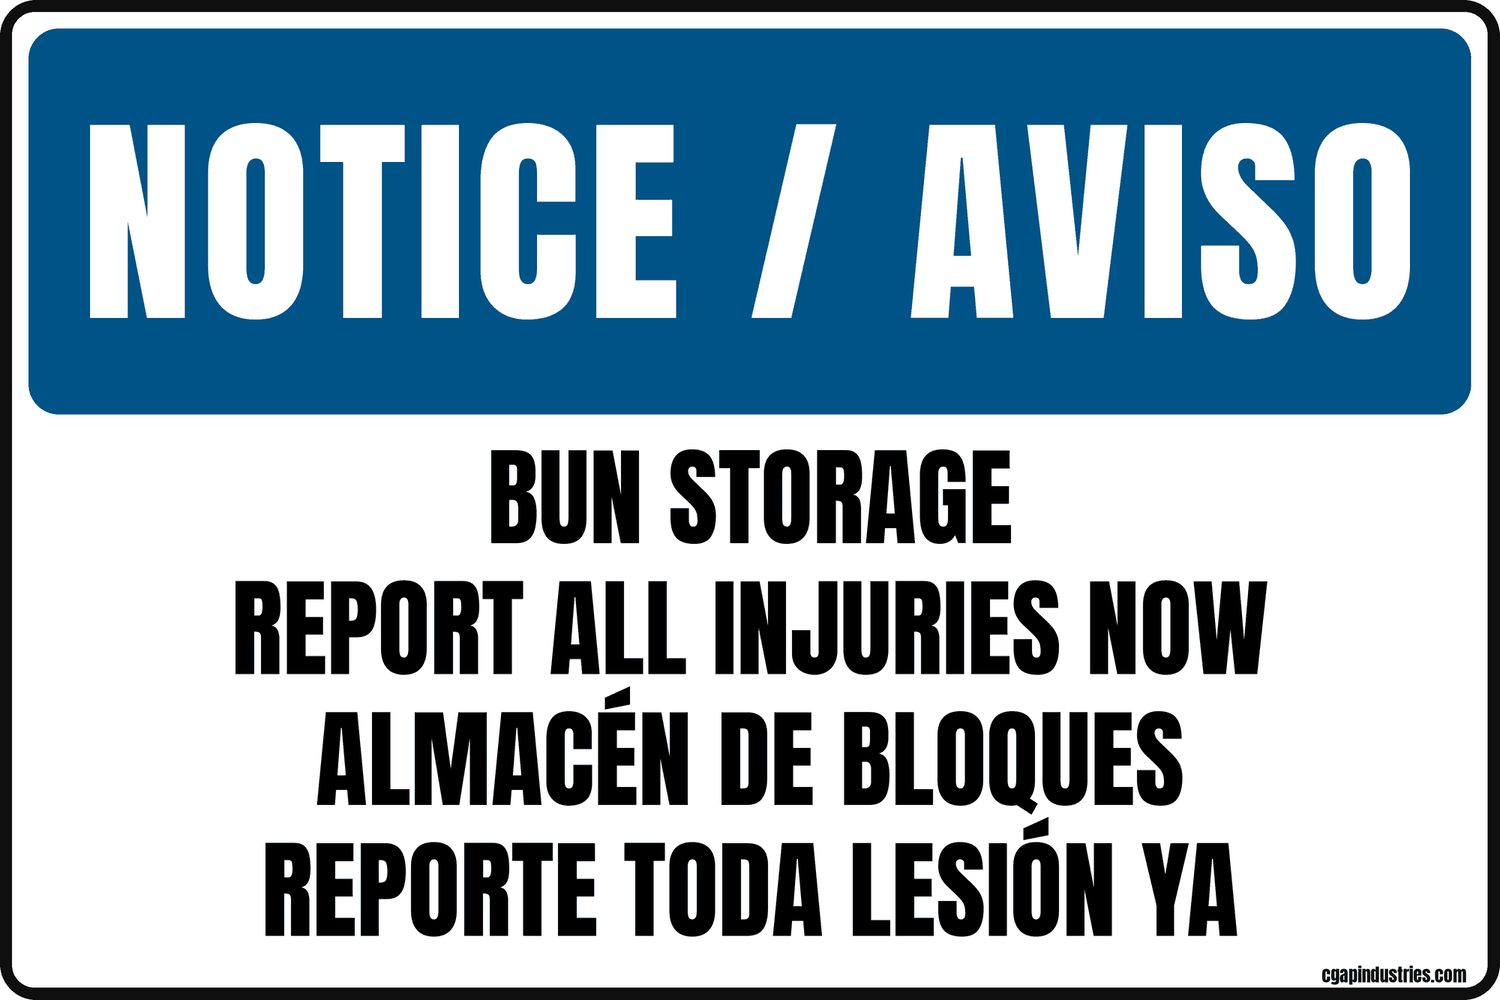 NOTICE / AVISO
BUN STORAGE
REPORT ALL INJURIES NOW
ALMACÉN DE BLOQUES
REPORTE TODA LESIÓN YA
cgapindustries.com